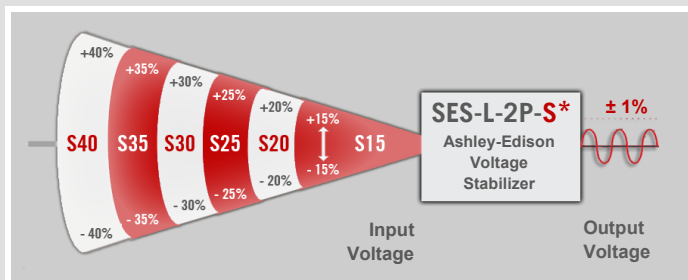 +40%
+35%
+30%
+25%
+20%
+15%
S40 S35 S30 S25 S20 S15
- 15%
- 20%
- 25%
- 30%
- 35%
- 40%
SES-L-2P-S*
Ashley-Edison
Voltage
Stabilizer
± 1%
Input
Voltage
Output
Voltage